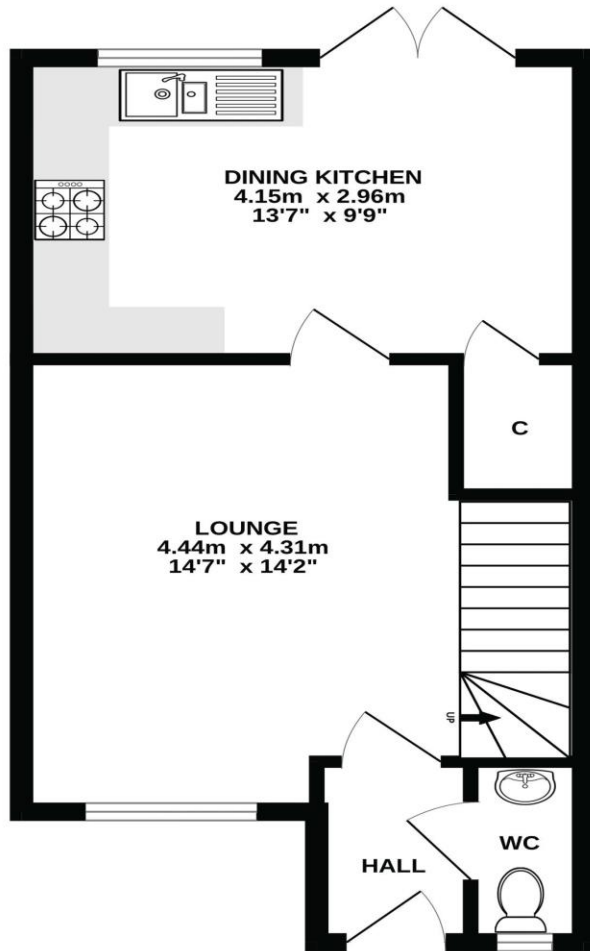 DINING KITCHEN
4.15m x 2.96m
13'7" x 9'9"
C
LOUNGE
4.44m x 4.31m
14'7" x 14'2"
UP
WC
HALL